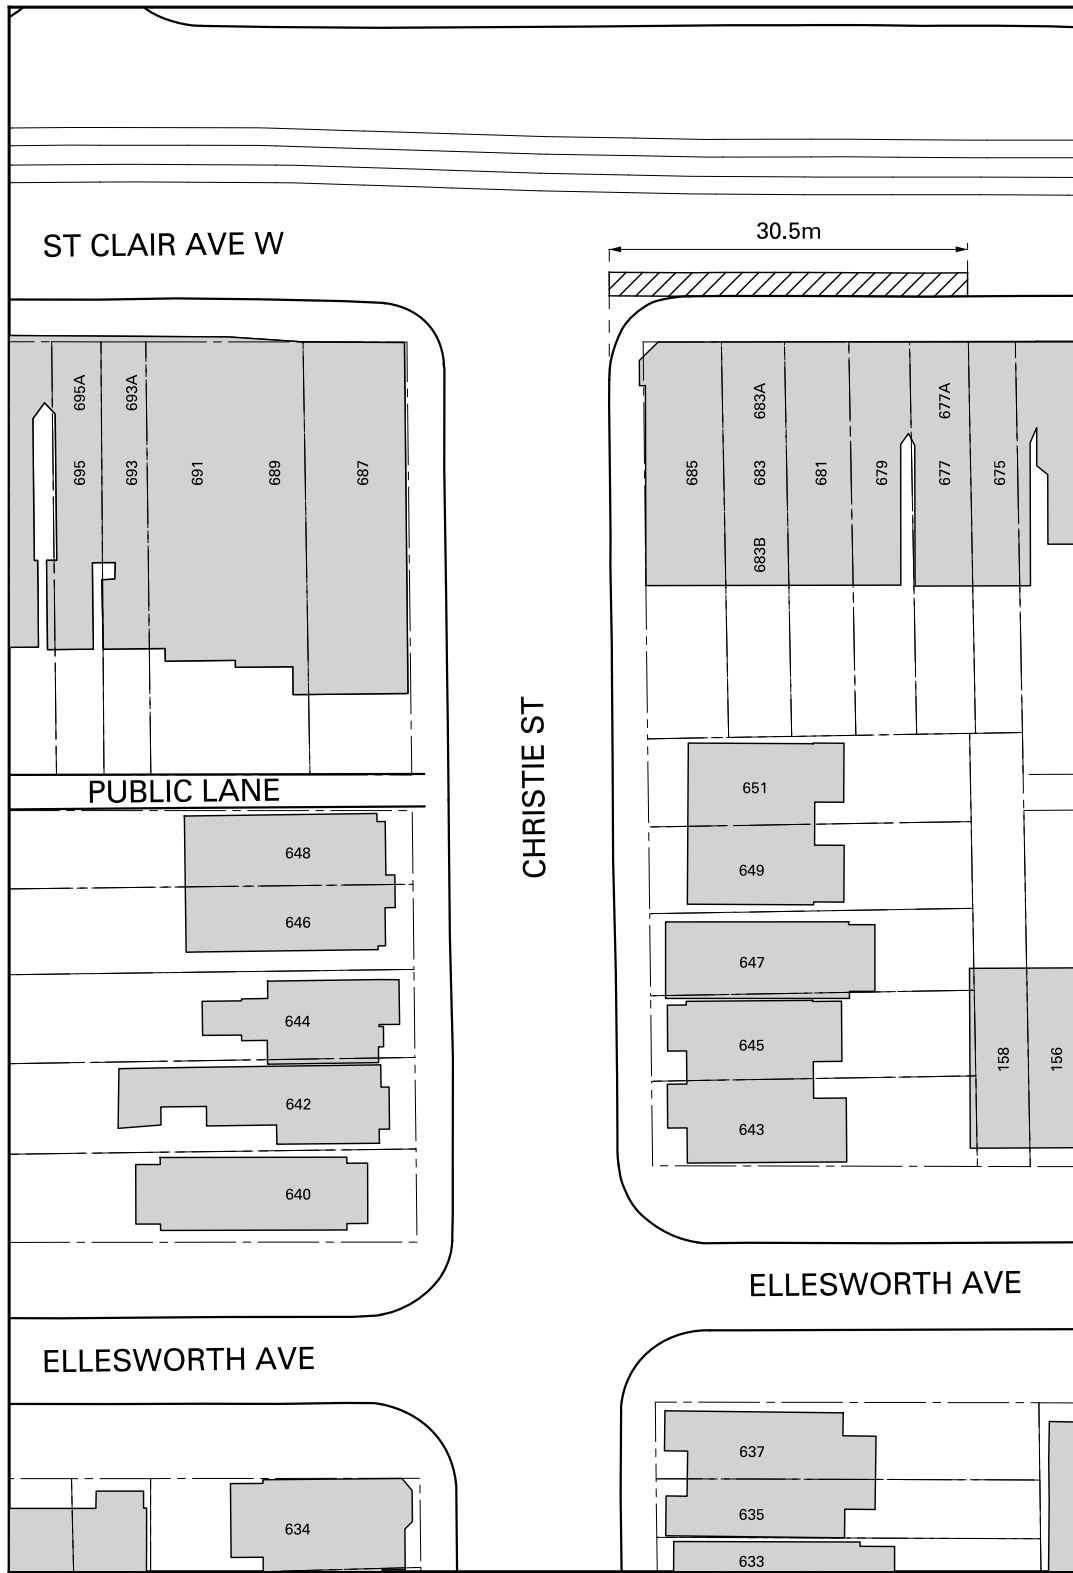 30.5m
ST CLAIR AVE W
695A
693A
683A
677A
695
693
691
689
687
685
683
681
679
677
675
683B
CHRISTIE ST
PUBLIC LANE
651
648
649
646
647
644
645
158
156
642
643
640
ELLESWORTH AVE
ELLESWORTH AVE
637
635
634
633